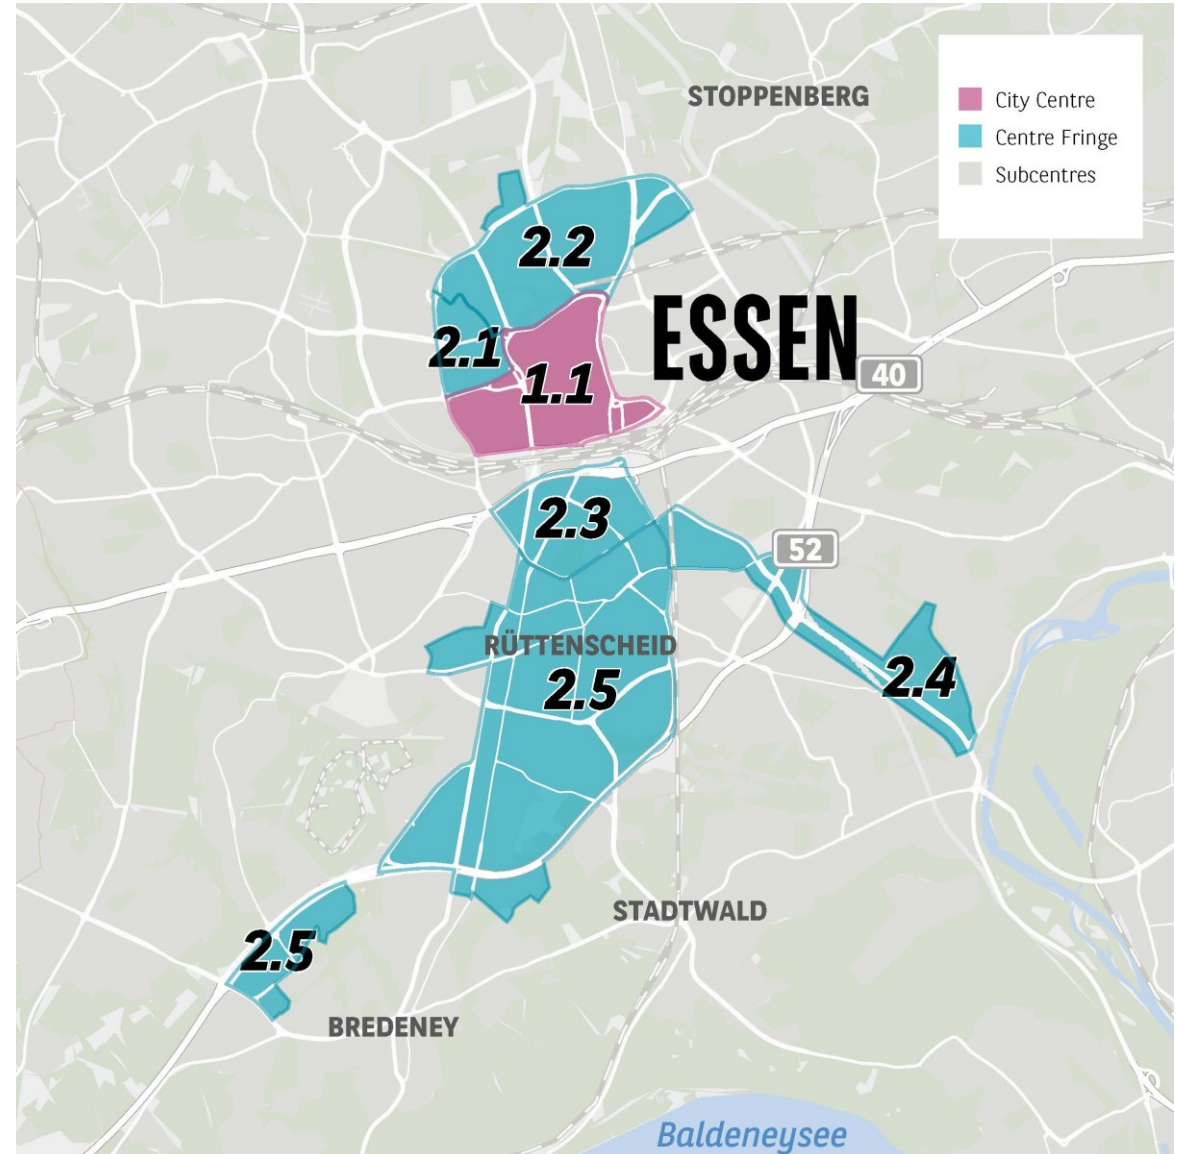 STOPPENBERG
City Centre
Centre Fringe
Subcentres
2.2
ESSEN
2.1
1.1
40
2.3
52
RÜTTENSCHEID
2.4
2.5
STADTWALD
2.5
BREDENEY
Baldeneysee